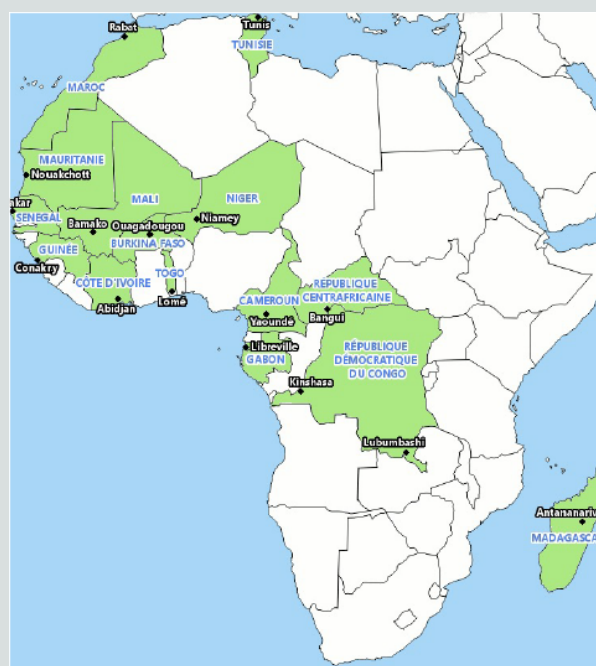 Rabat
Tunis
TUNISIE
MAROC
MAURITANIE
Nouakchott
MALI
NIGER
akar
SENEGAL
Bamako
Ouagadougou
Niamey
BURKINA FASO
GUINÉE
Conakry
TOGO
CÔTE D'IVOIRE
Abidjan
Lomé
RÉPUBLIQUE
CENTRAFRICAINE
CAMEROUN
Yaoundé
Bangui
Libreville
GABON
RÉPUBLIQUE
DÉMOCRATIQUE
DU CONGO
Kinshasa
Lubumbashi
Antananariv
MADAGASCA